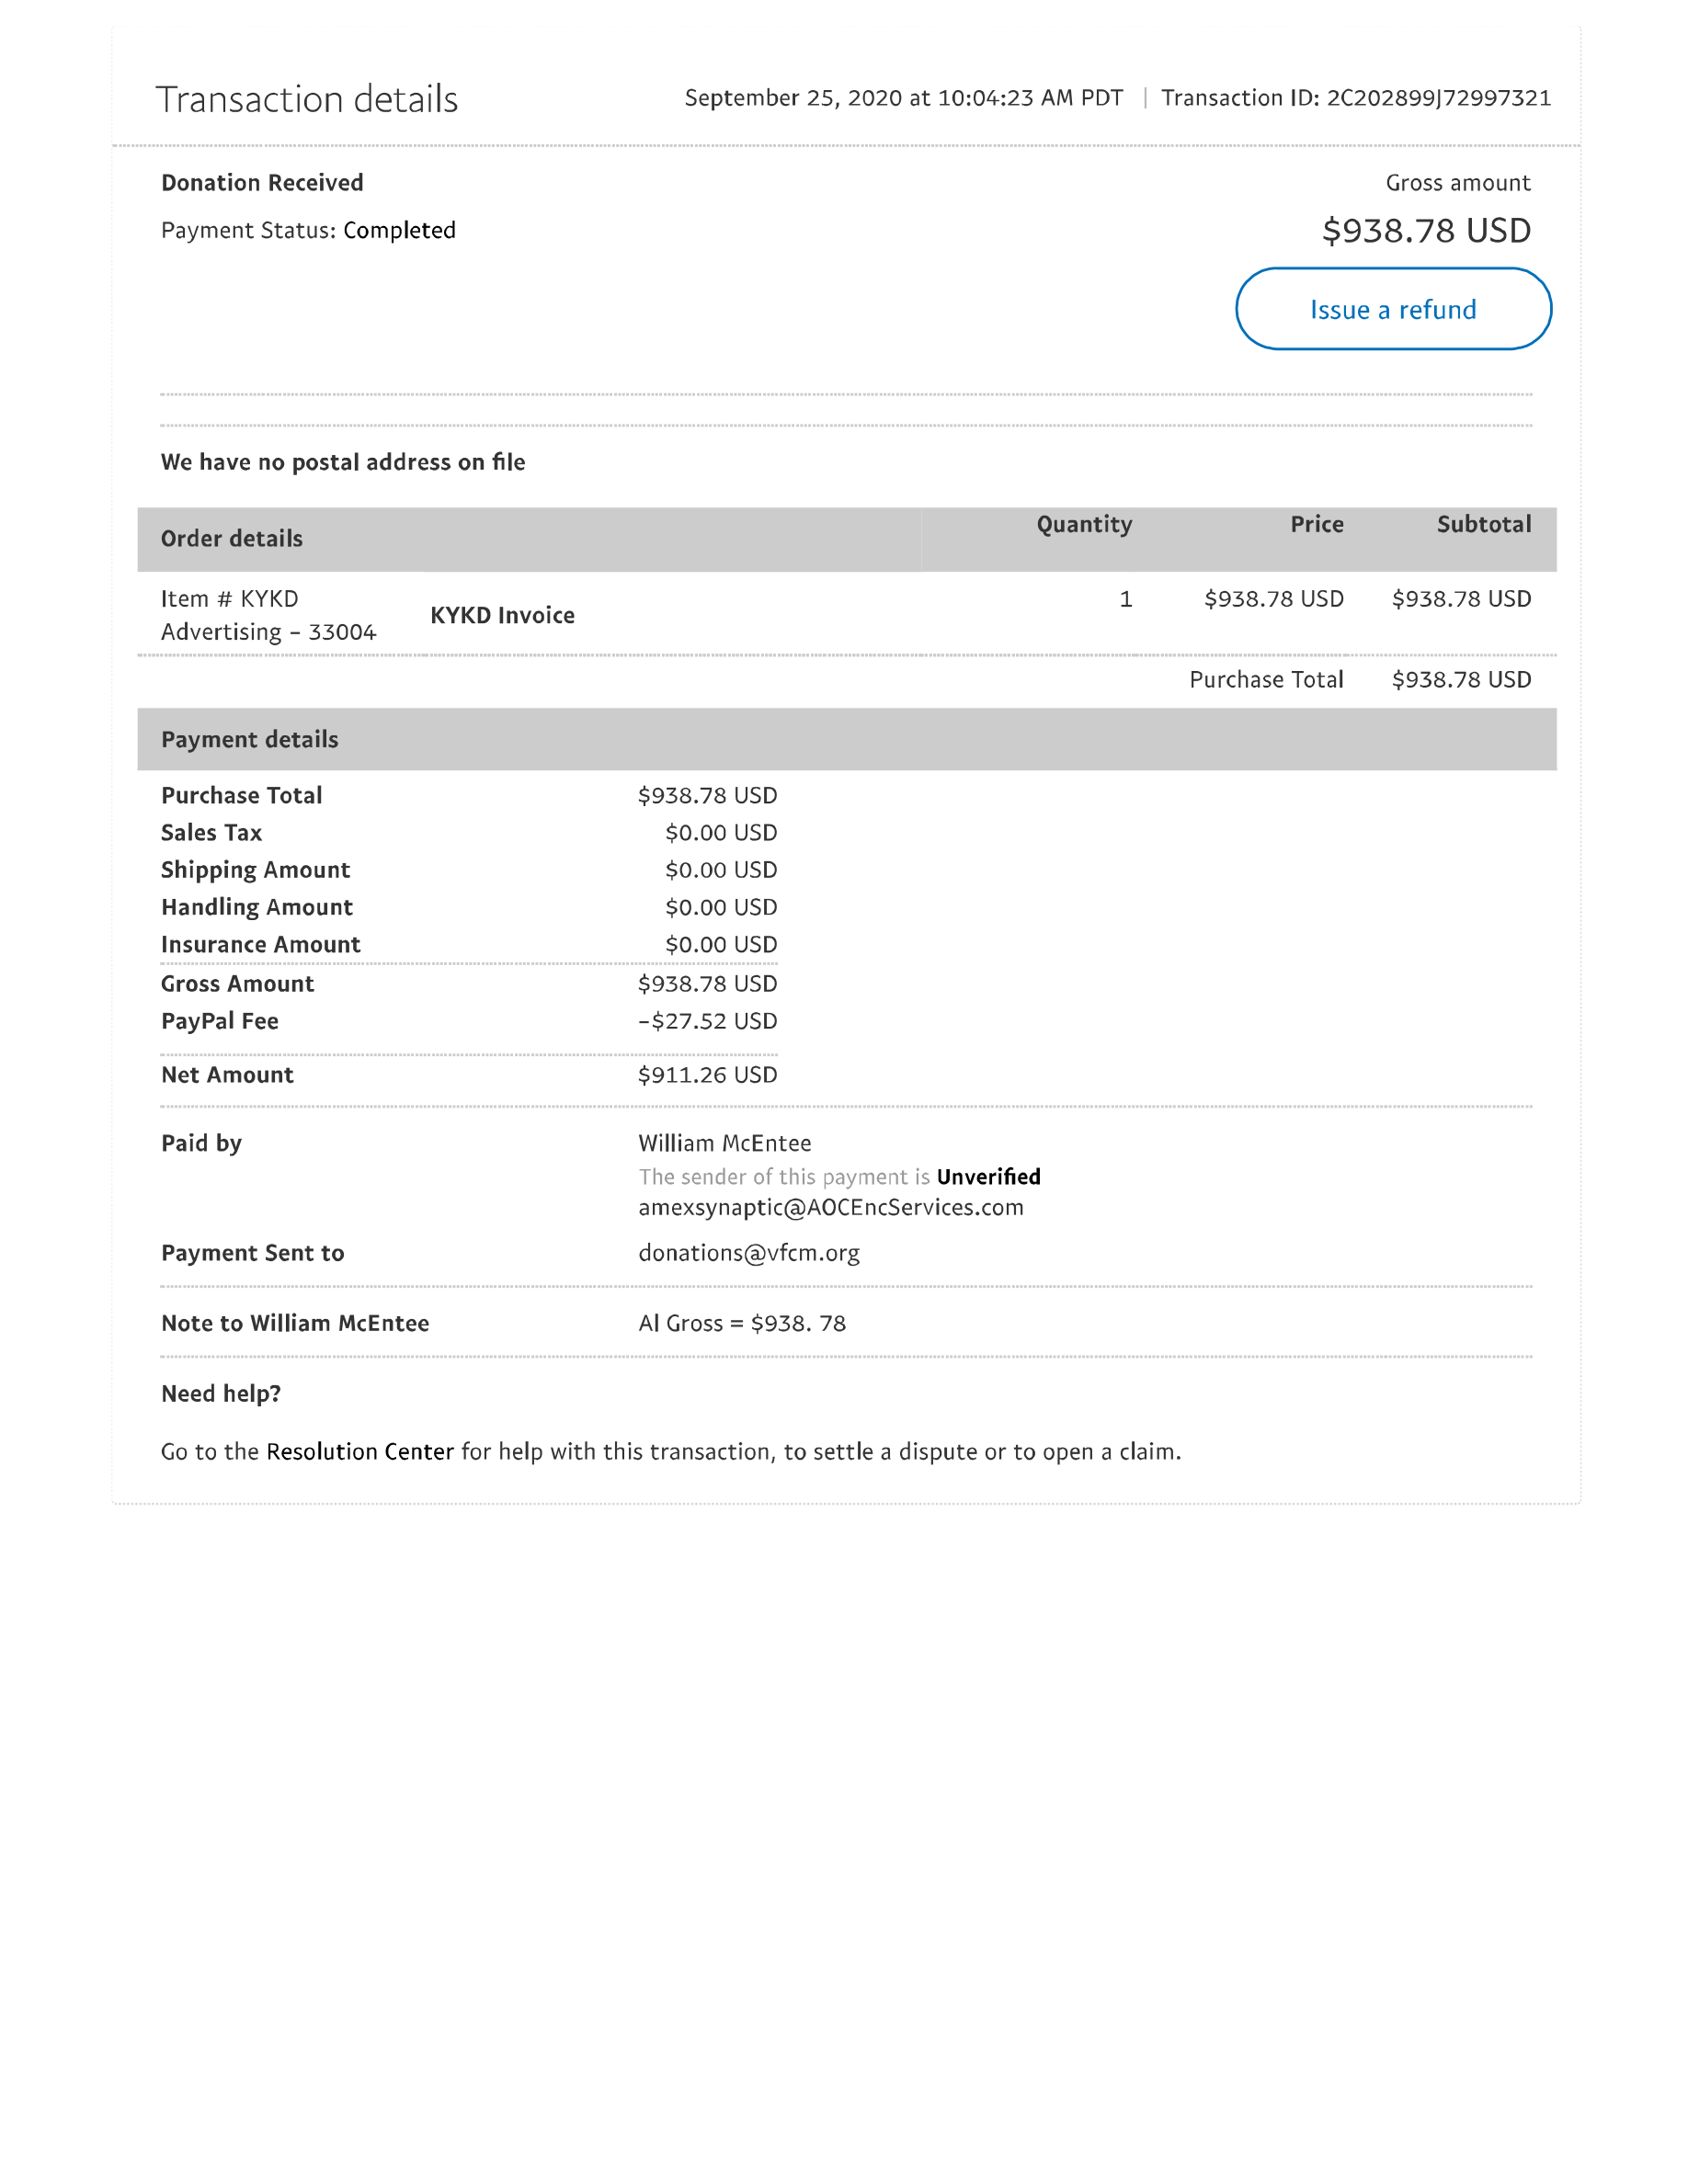 Transaction details
September 25, 2020 at 10:04:23 AM PDT | Transaction ID: 2C202899J72997321
Donation Received
Gross amount
Payment Status: Completed
$938.78 USD
Issue a refund
We have no postal address on file
Order details Quantity Price Subtotal
Item # KYKD
Advertising – 33004
KYKD Invoice 1 $938.78 USD $938.78 USD
Purchase Total $938.78 USD
Payment details
Purchase Total $938.78 USD
Sales Tax $0.00 USD
Shipping Amount $0.00 USD
Handling Amount $0.00 USD
Insurance Amount $0.00 USD
Gross Amount $938.78 USD
PayPal Fee –$27.52 USD
Net Amount $911.26 USD
Paid by William McEntee
The sender of this payment is Unverified
amexsynaptic@AOCEncServices.com
Payment Sent to donations@vfcm.org
Note to William McEntee Al Gross = $938. 78
Need help?
Go to the Resolution Center for help with this transaction, to settle a dispute or to open a claim.